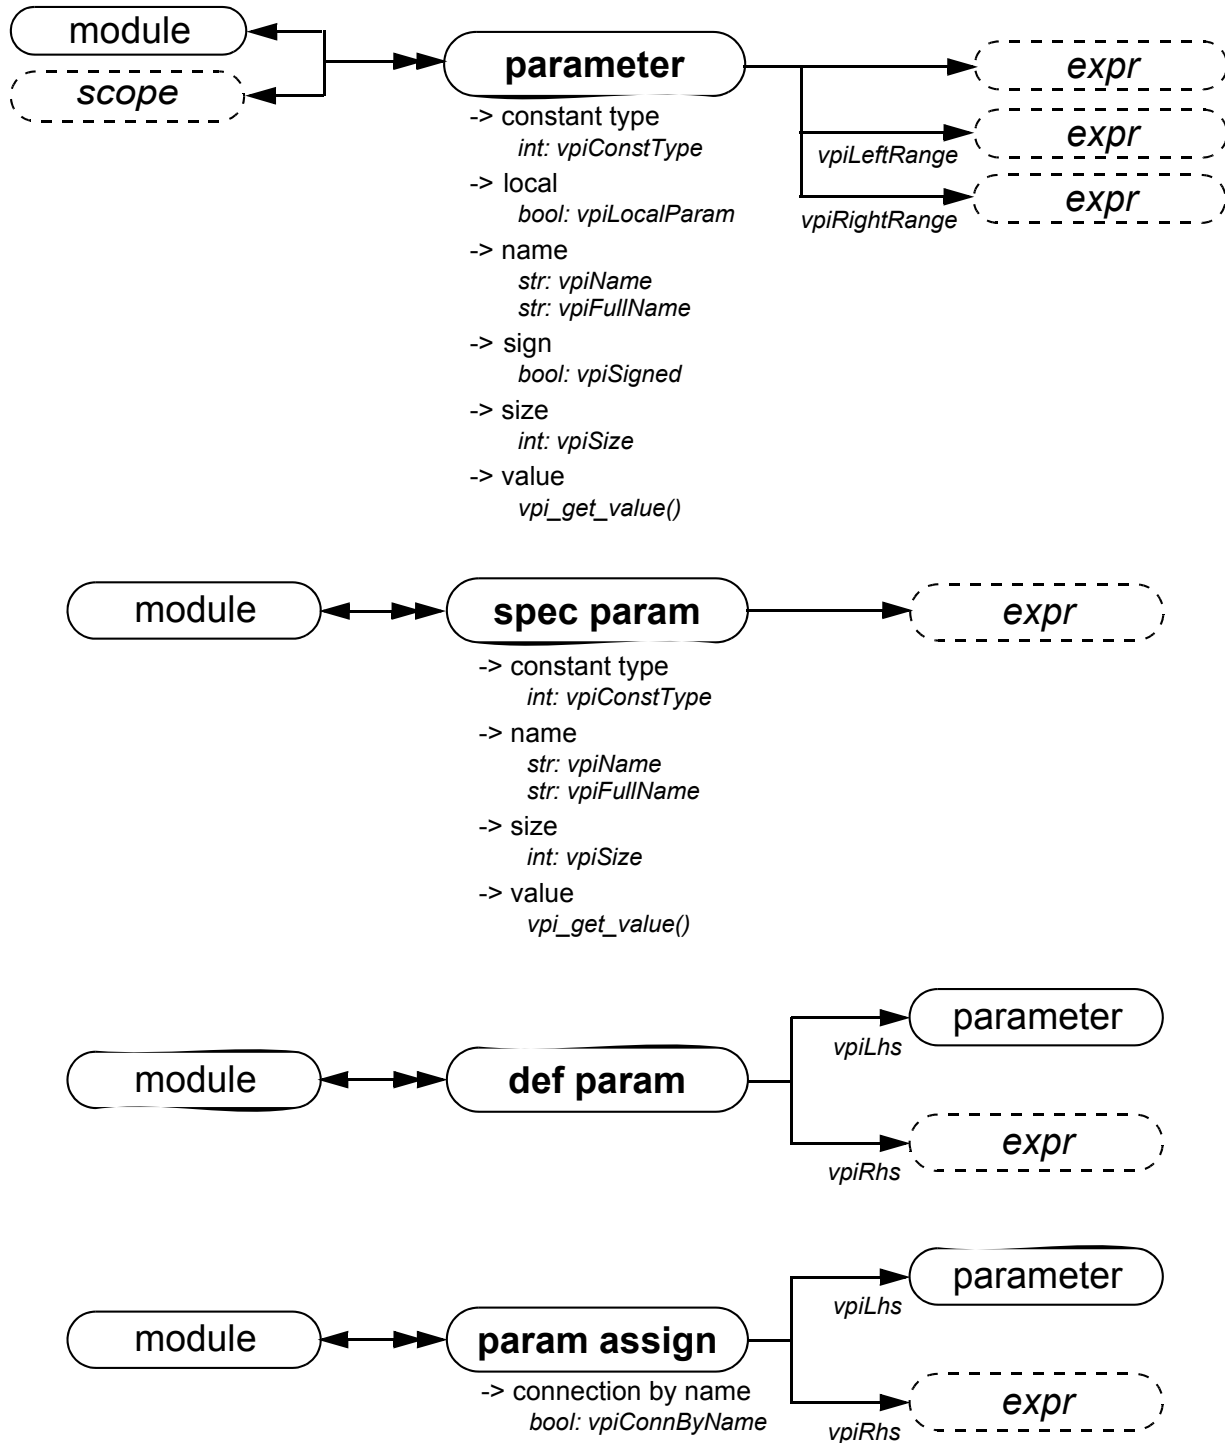 module
scope
parameter
expr
-> constant type
int: vpiConstType
-> local
bool: vpiLocalParam
-> name
str: vpiName
str: vpiFullName
-> sign
bool: vpiSigned
-> size
int: vpiSize
-> value
vpi_get_value()
vpiLeftRange
expr
vpiRightRange
expr
module
spec param
expr
-> constant type
int: vpiConstType
-> name
str: vpiName
str: vpiFullName
-> size
int: vpiSize
-> value
vpi_get_value()
module
def param
vpiLhs
parameter
vpiRhs
expr
module
param assign
-> connection by name
bool: vpiConnByName
vpiLhs
parameter
vpiRhs
expr